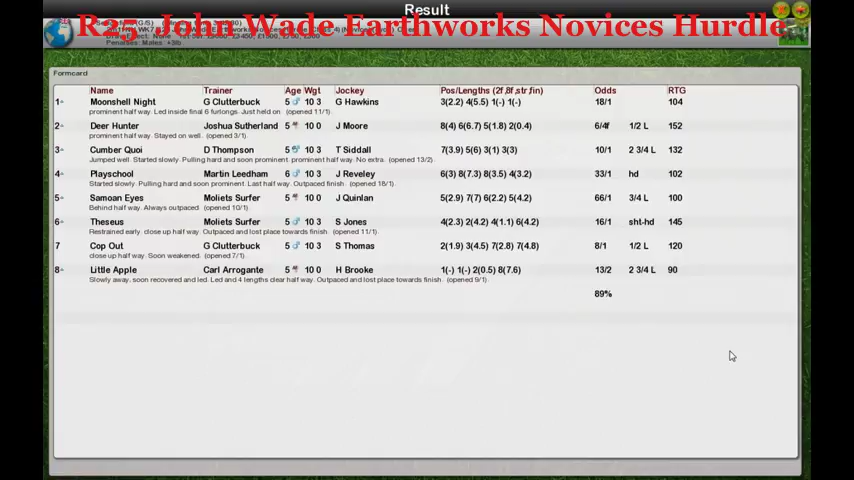 Result
R25 John Wade Earthworks Novices Hurdle
Penalties: Males +3lb
Formcard
Name Trainer Age Wgt Jockey Pos/Lengths (2f,8f,str,fin) Odds RTG
1 Moonshell Night G Clutterbuck 5 10 3 G Hawkins 3(2.2) 4(5.5) 1(-) 1(-) 18/1 104
prominent half way. Led inside final 6 furlongs. Just held on (opened 11/1)
2 Deer Hunter Joshua Sutherland 5 10 0 J Moore 8(4) 6(6.7) 5(1.8) 2(0.4) 6/4f 1/2 L 152
prominent half way. Stayed on well. (opened 3/1)
3 Cumber Quoi D Thompson 5 10 3 T Siddall 7(3.9) 5(6) 3(1) 3(3) 10/1 2 3/4 L 132
Jumped well. Started slowly. Pulling hard and soon prominent. prominent half way. No extra. (opened 13/2)
4 Playschool Martin Leedham 6 10 3 J Reveley 6(3) 8(7.3) 8(3.5) 4(3.2) 33/1 hd 102
Started slowly. Pulling hard and soon prominent. Last half way. Outpaced finish. (opened 18/1)
5 Samoan Eyes Moliets Surfer 5 10 0 J Quinlan 5(2.9) 7(7) 6(2.2) 5(4.2) 66/1 3/4 L 100
Behind half way. Always outpaced. (opened 10/1)
6 Theseus Moliets Surfer 5 10 3 S Jones 4(2.3) 2(4.2) 4(1.1) 6(4.2) 16/1 sht-hd 145
Restrained early. close up half way. Outpaced and lost place towards finish. (opened 11/1)
7 Cop Out G Clutterbuck 5 10 3 S Thomas 2(1.9) 3(4.5) 7(2.8) 7(4.8) 8/1 1/2 L 120
close up half way. Soon weakened. (opened 7/1)
8 Little Apple Carl Arrogante 5 10 0 H Brooke 1(-) 1(-) 2(0.5) 8(7.6) 13/2 2 3/4 L 90
Slowly away, soon recovered and led. Led and 4 lengths clear half way. Outpaced and lost place towards finish. (opened 9/1)
89%